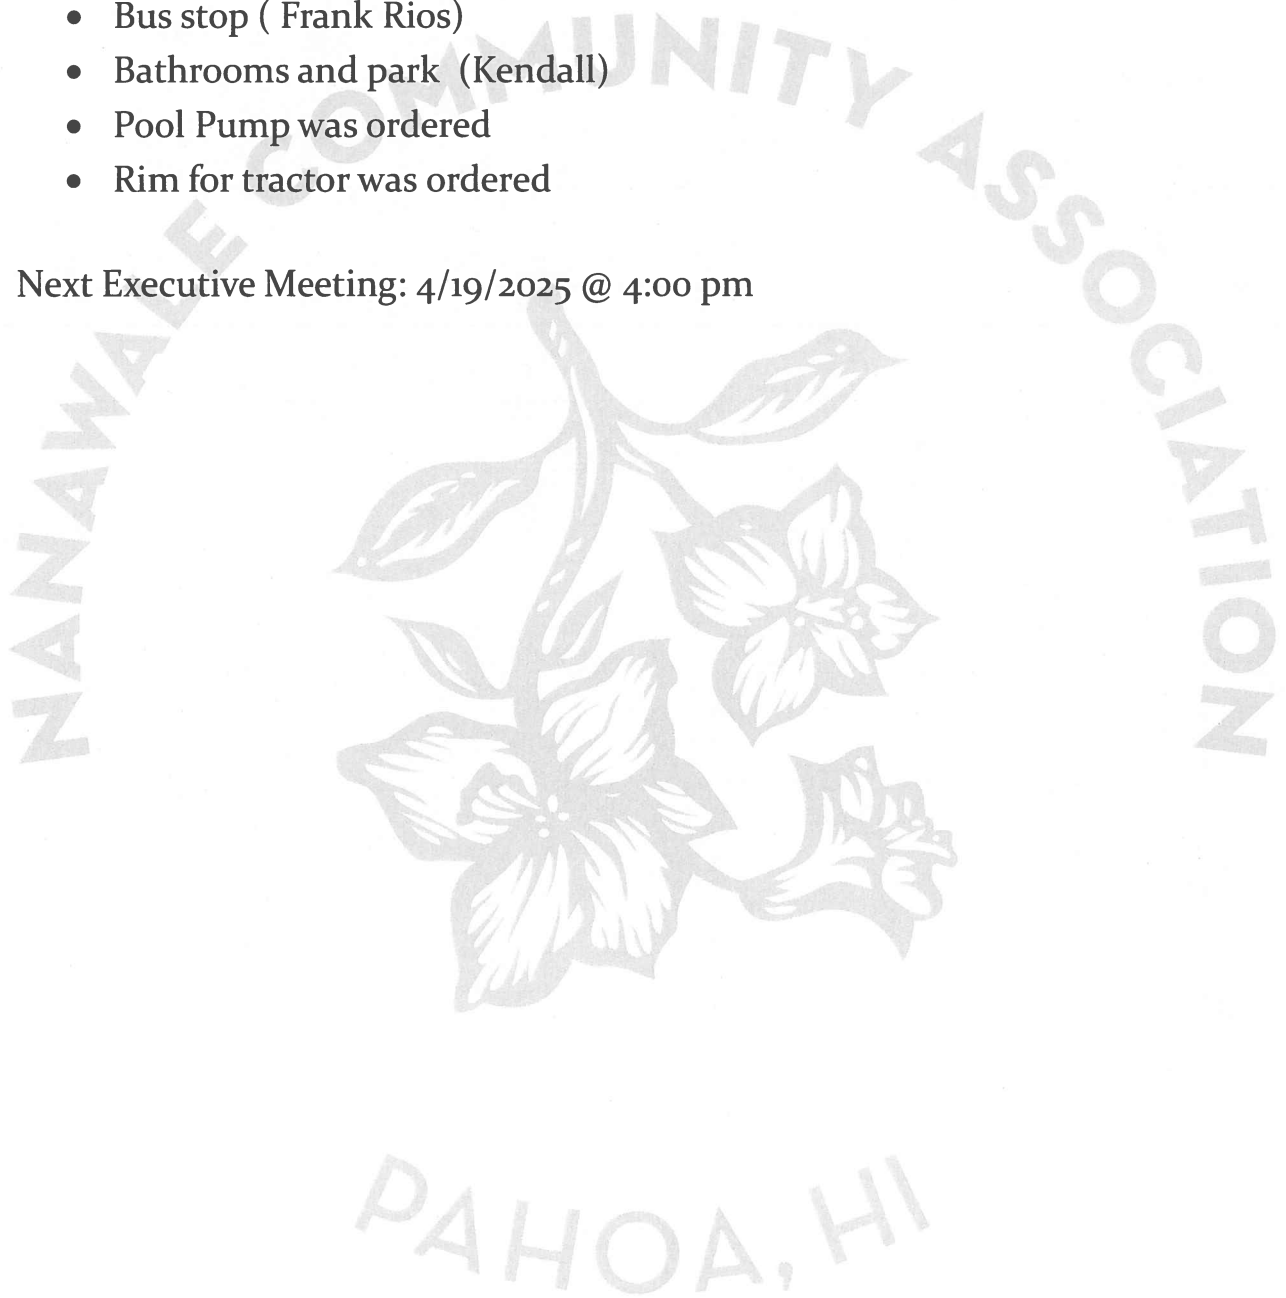 • Bus stop ( Frank Rios)
• Bathrooms and park (Kendall)
• Pool Pump was ordered
• Rim for tractor was ordered
Next Executive Meeting: 4/19/2025 @ 4:00 pm
NANAWALE COMMUNITY ASSOCIATION
PAHOA, HI